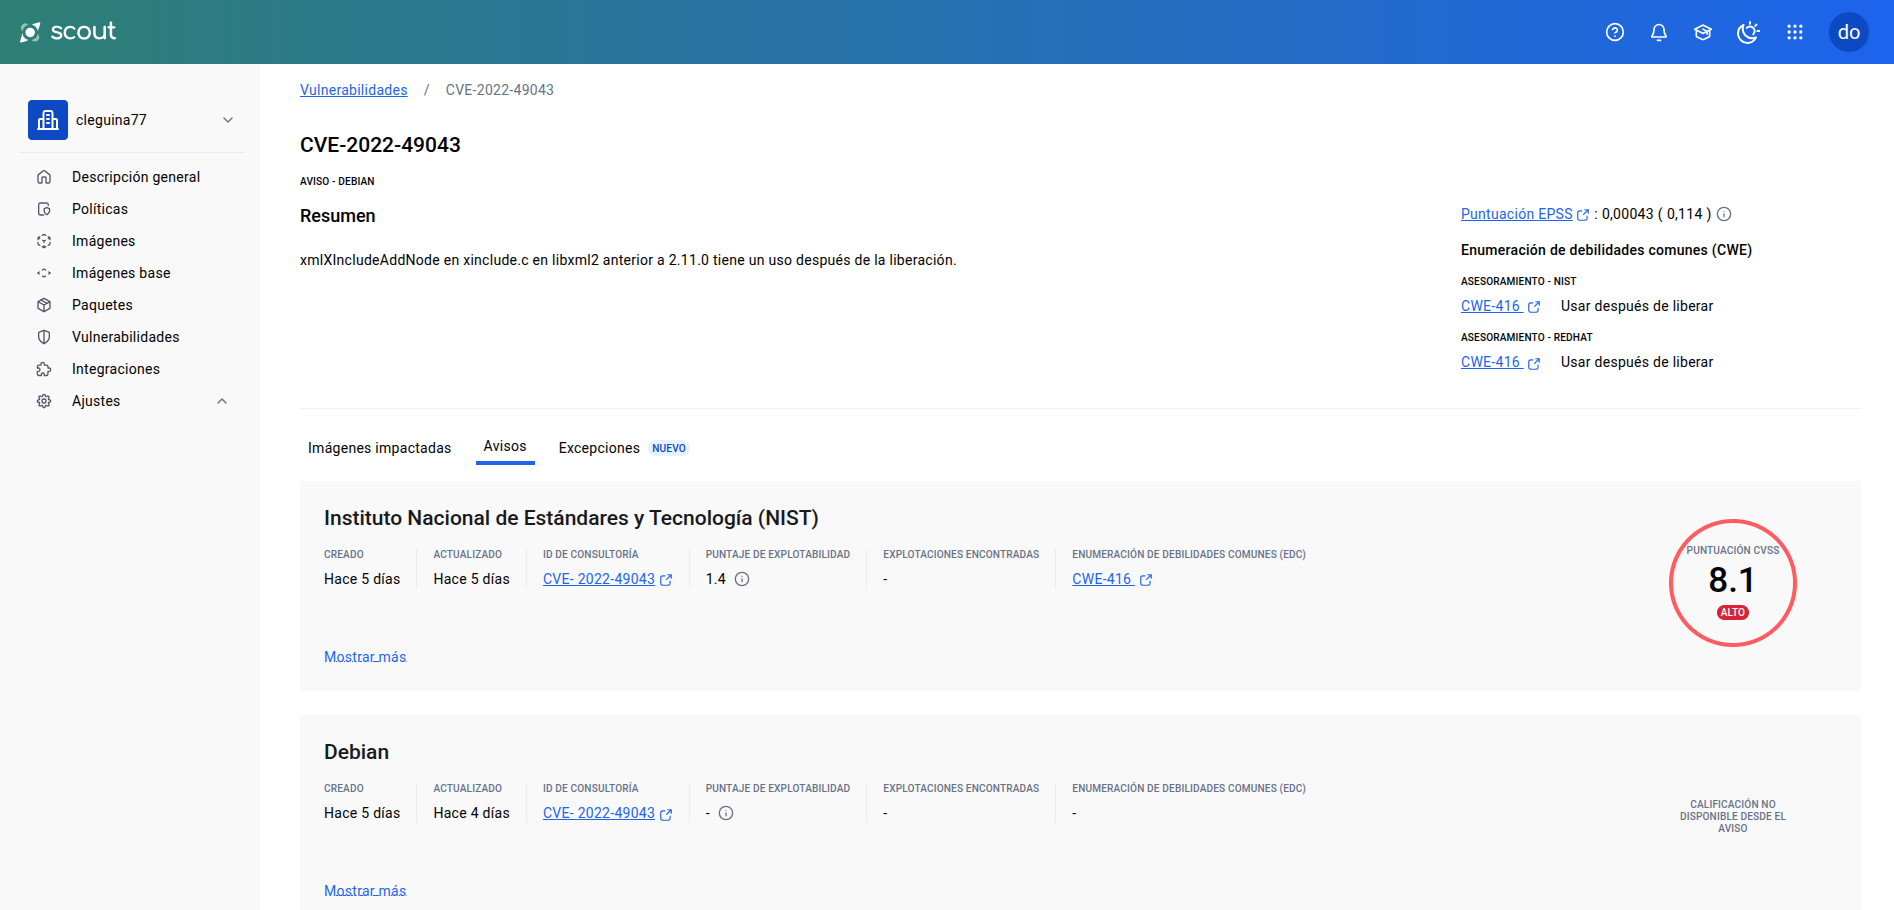 scout
do
cleguina77
Descripción general
Políticas
Imágenes
Imágenes base
Paquetes
Vulnerabilidades
Integraciones
Ajustes
Vulnerabilidades / CVE-2022-49043
CVE-2022-49043
AVISO - DEBIAN
Resumen
xmlXIncludeAddNode en xinclude.c en libxml2 anterior a 2.11.0 tiene un uso después de la liberación.
Puntuación EPSS : 0,00043 ( 0,114 )
Enumeración de debilidades comunes (CWE)
ASESORAMIENTO - NIST
CWE-416 Usar después de liberar
ASESORAMIENTO - REDHAT
CWE-416 Usar después de liberar
Imágenes impactadas Avisos Excepciones NUEVO
Instituto Nacional de Estándares y Tecnología (NIST)
CREADO ACTUALIZADO ID DE CONSULTORÍA PUNTAJE DE EXPLOTABILIDAD EXPLOTACIONES ENCONTRADAS ENUMERACIÓN DE DEBILIDADES COMUNES (EDC)
Hace 5 días Hace 5 días CVE- 2022-49043 1.4 - CWE-416
PUNTUACIÓN CVSS
8.1
ALTO
Mostrar más
Debian
CREADO ACTUALIZADO ID DE CONSULTORÍA PUNTAJE DE EXPLOTABILIDAD EXPLOTACIONES ENCONTRADAS ENUMERACIÓN DE DEBILIDADES COMUNES (EDC)
Hace 5 días Hace 4 días CVE- 2022-49043 - - -
CALIFICACIÓN NO
DISPONIBLE DESDE EL
AVISO
Mostrar más